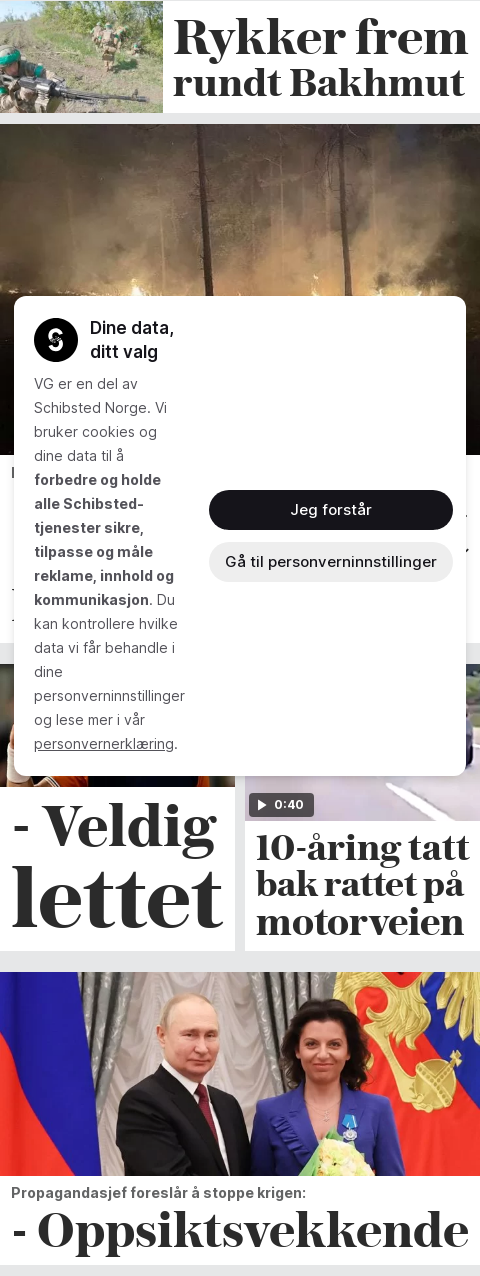 Rykker frem
rundt Bakhmut
Dine data,
ditt valg
VG er en del av
Schibsted Norge. Vi
bruker cookies og
dine data til å
forbedre og holde
alle Schibsted-
tjenester sikre,
tilpasse og måle
reklame, innhold og
kommunikasjon. Du
kan kontrollere hvilke
data vi får behandle i
dine
personverninnstillinger
og lese mer i vår
personvernerklæring.
Jeg forstår
Gå til personverninnstillinger
- Veldig
lettet
0:40
10-åring tatt
bak rattet på
motorveien
Propagandasjef foreslår å stoppe krigen:
- Oppsiktsvekkende